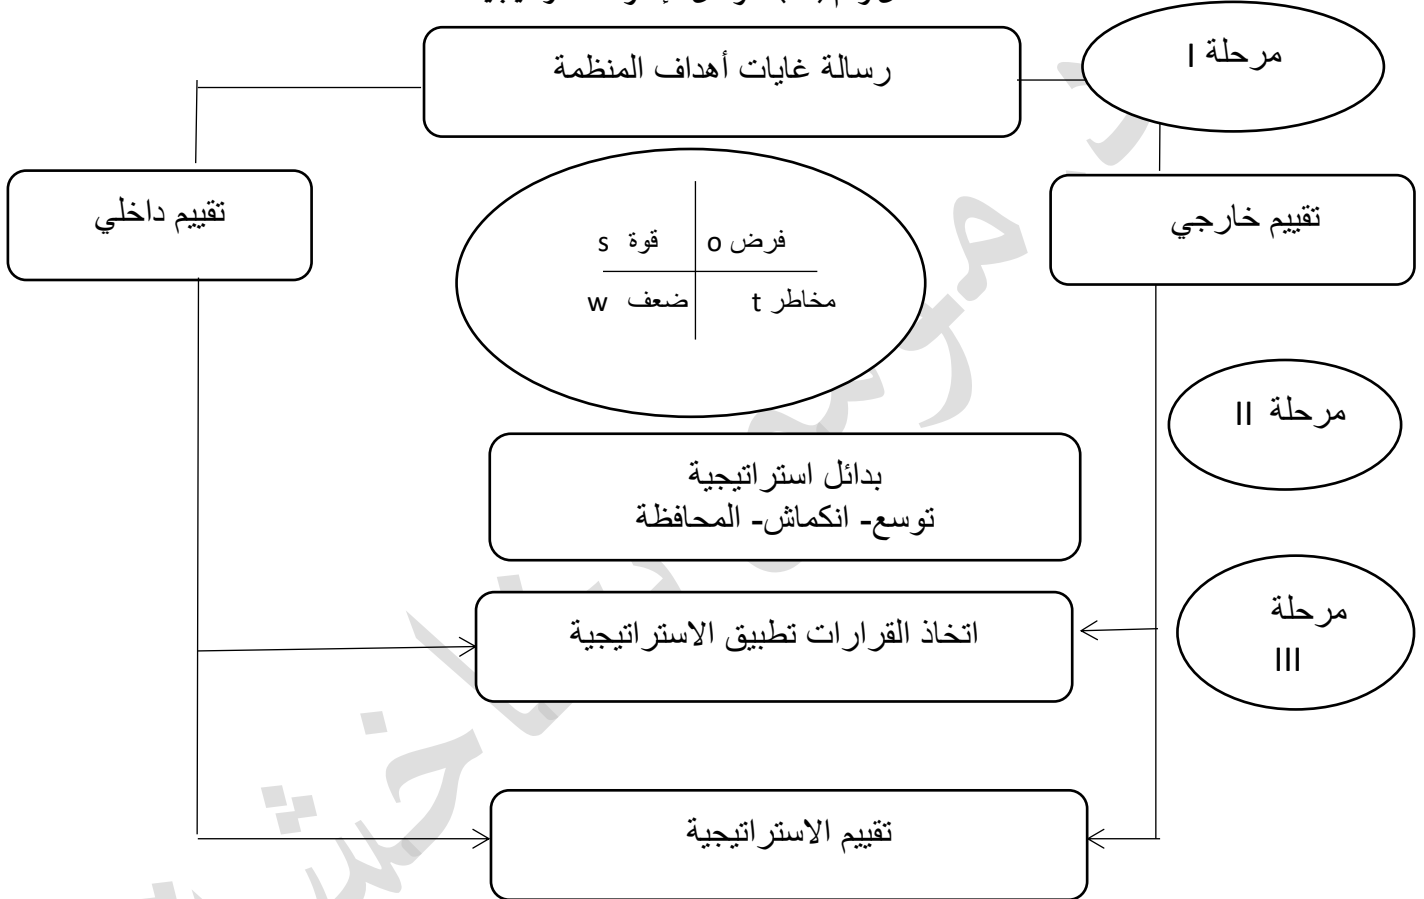 رسالة غايات أهداف المنظمة
مرحلة I
تقييم داخلي
تقييم خارجي
فرض o
قوة s
مخاطر t
ضعف w
مرحلة II
بدائل استراتيجية
توسع- انكماش- المحافظة
مرحلة
III
اتخاذ القرارات تطبيق الاستراتيجية
تقييم الاستراتيجية